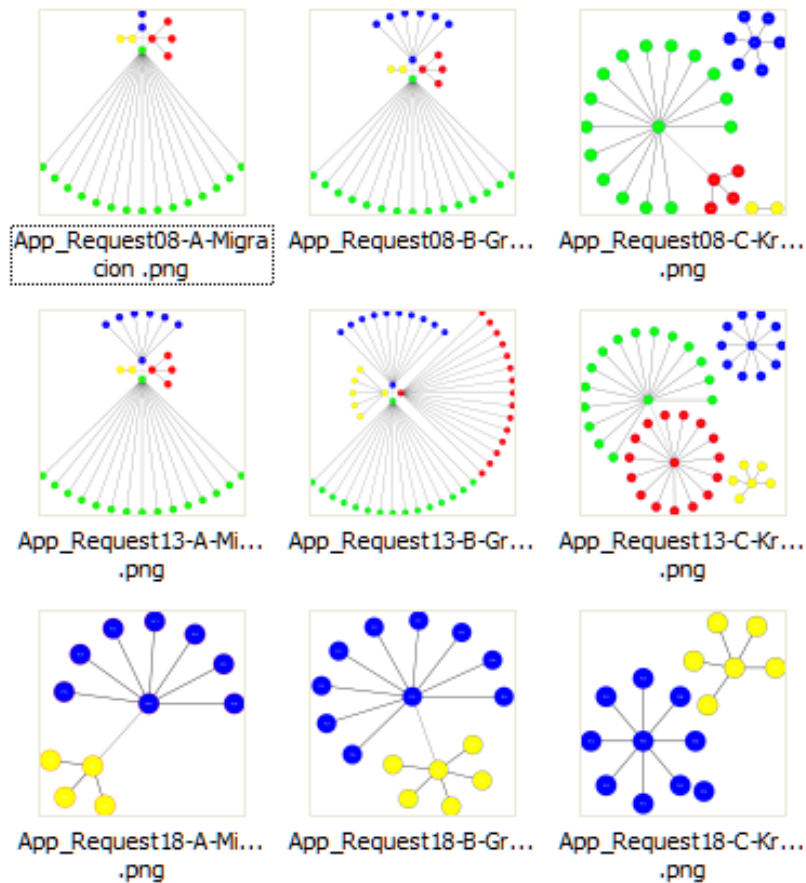 App_Request08-A-Migra
cion .png
App_Request08-B-Gr...
App_Request08-C-Kr...
.png
App_Request13-A-Mi...
.png
App_Request13-B-Gr...
App_Request13-C-Kr...
.png
App_Request18-A-Mi...
.png
App_Request18-B-Gr...
App_Request18-C-Kr...
.png